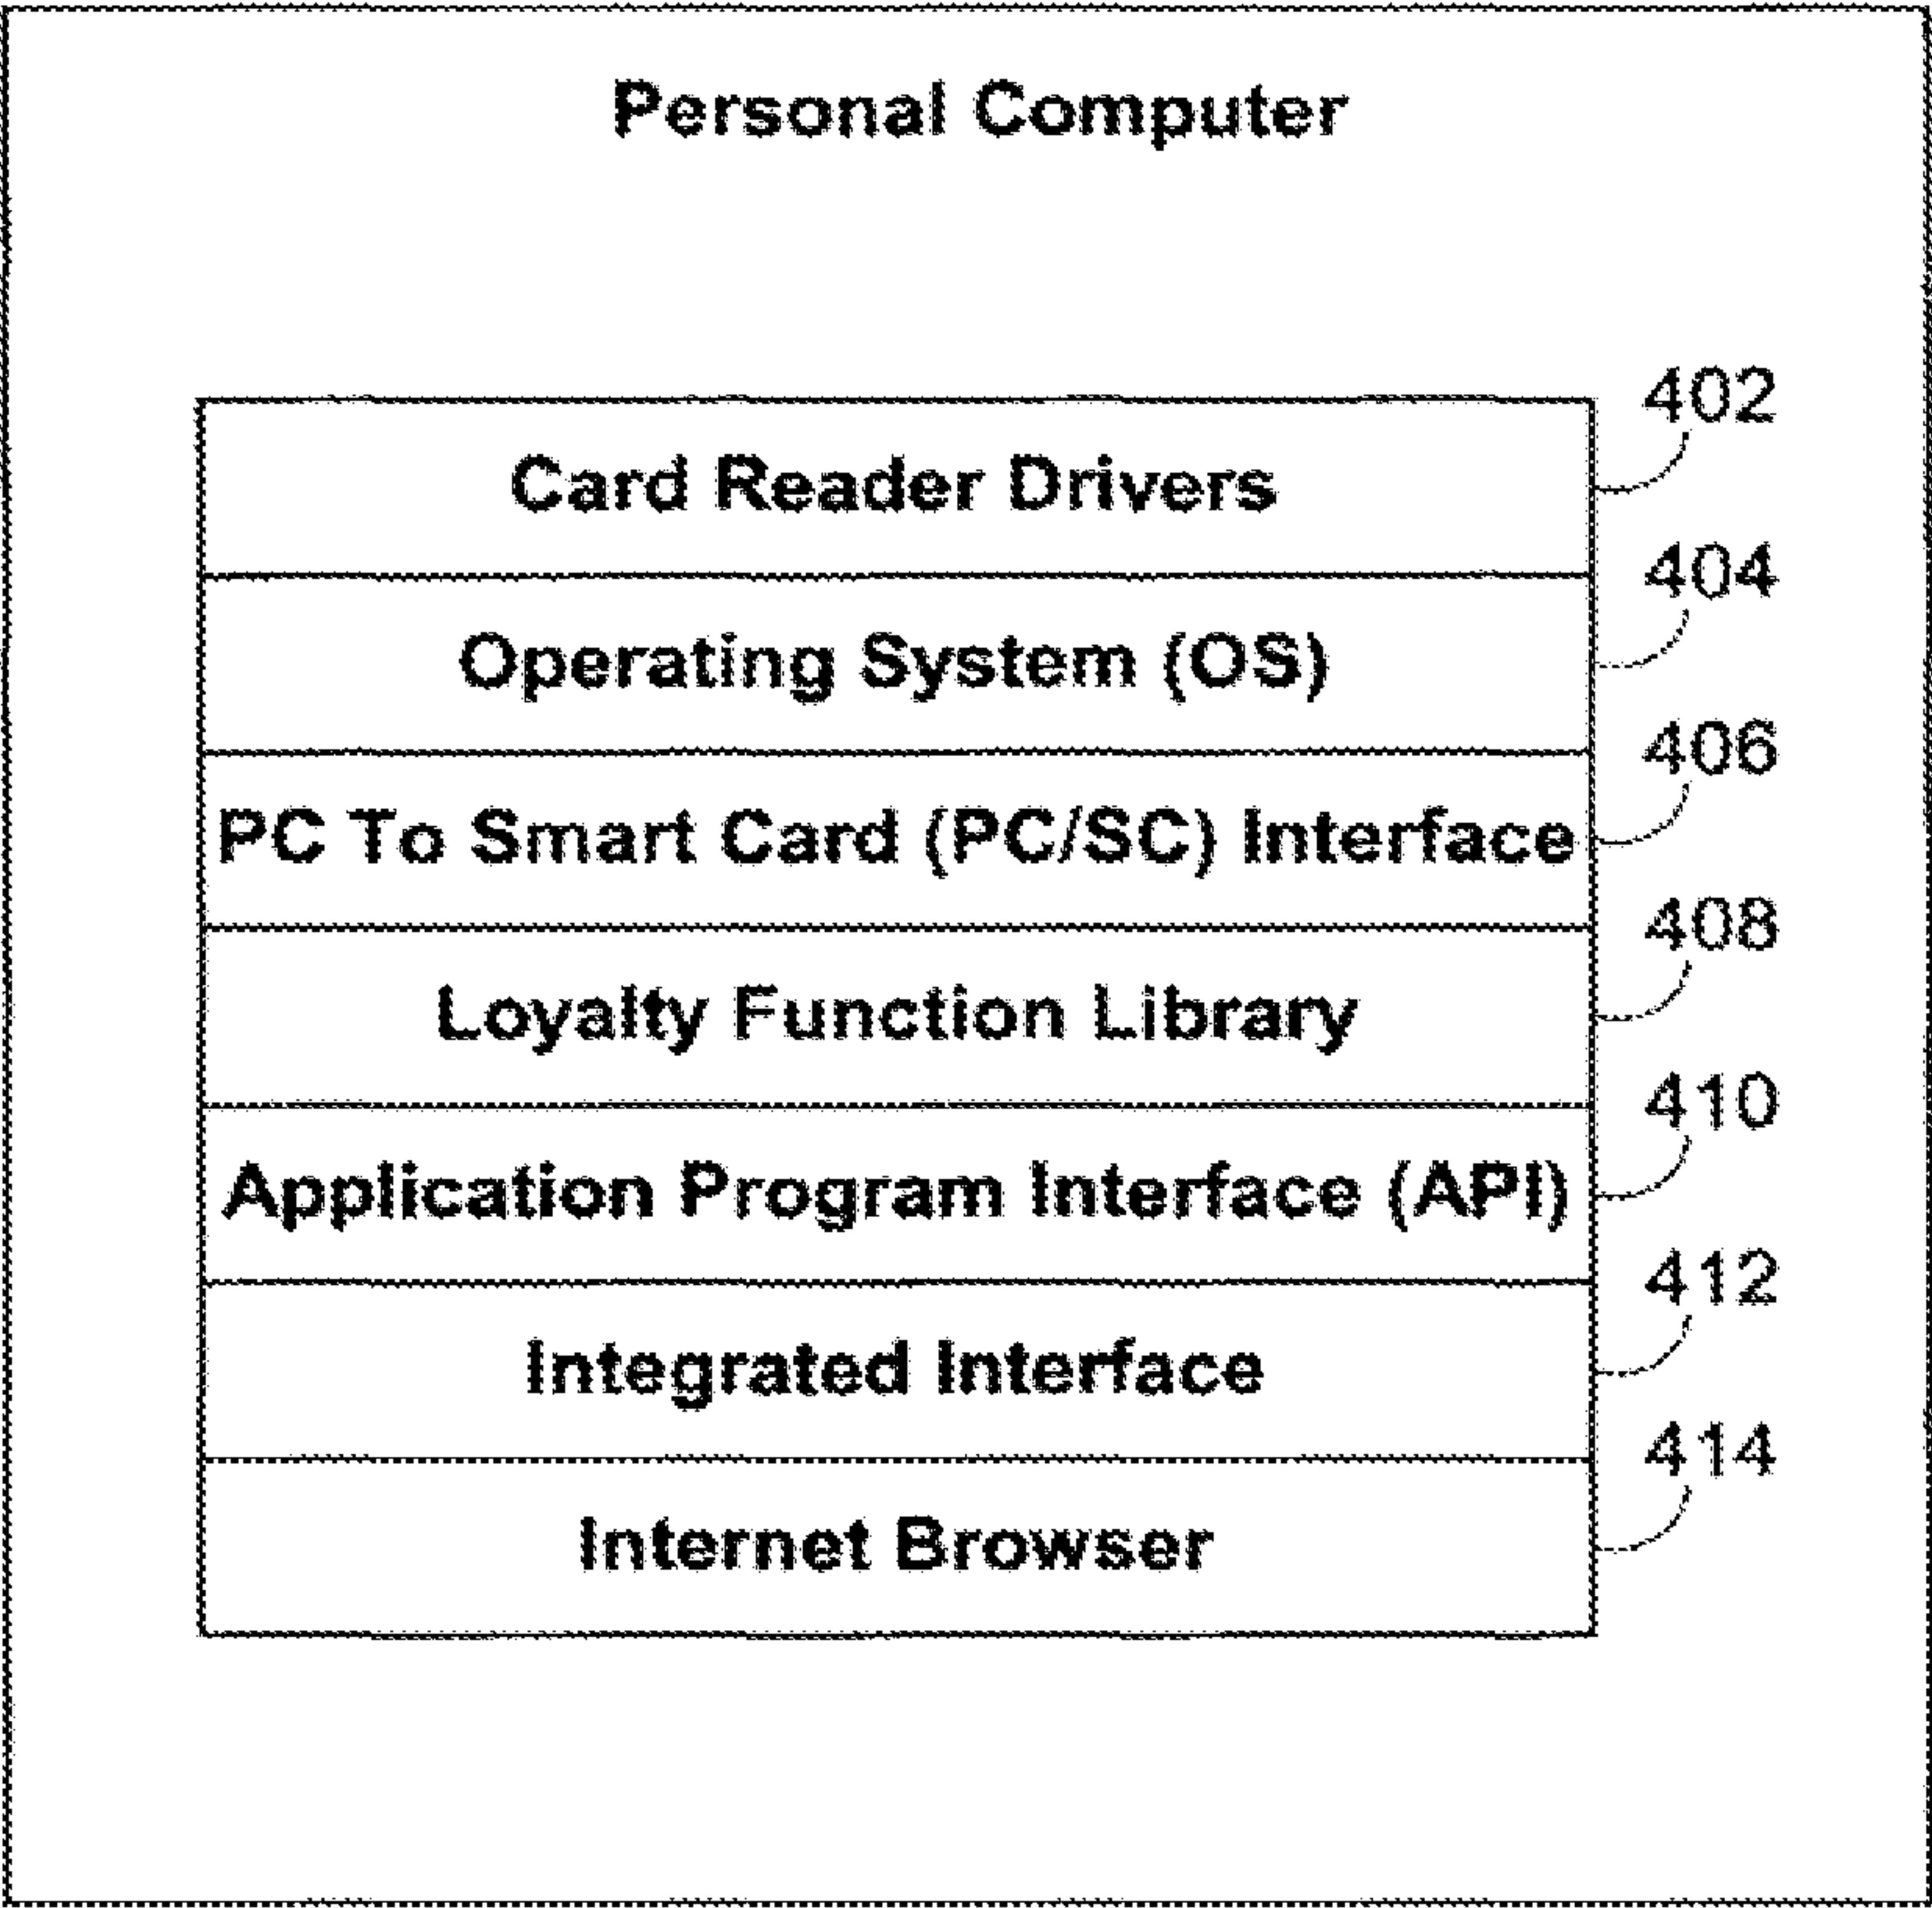 Personal Computer
402
Card Reader Drivers
404
Operating System (OS)
406
PC To Smart Card (PC/SC) Interface
408
Loyalty Function Library
410
Application Program Interface (API)
412
Integrated Interface
414
Internet Browser